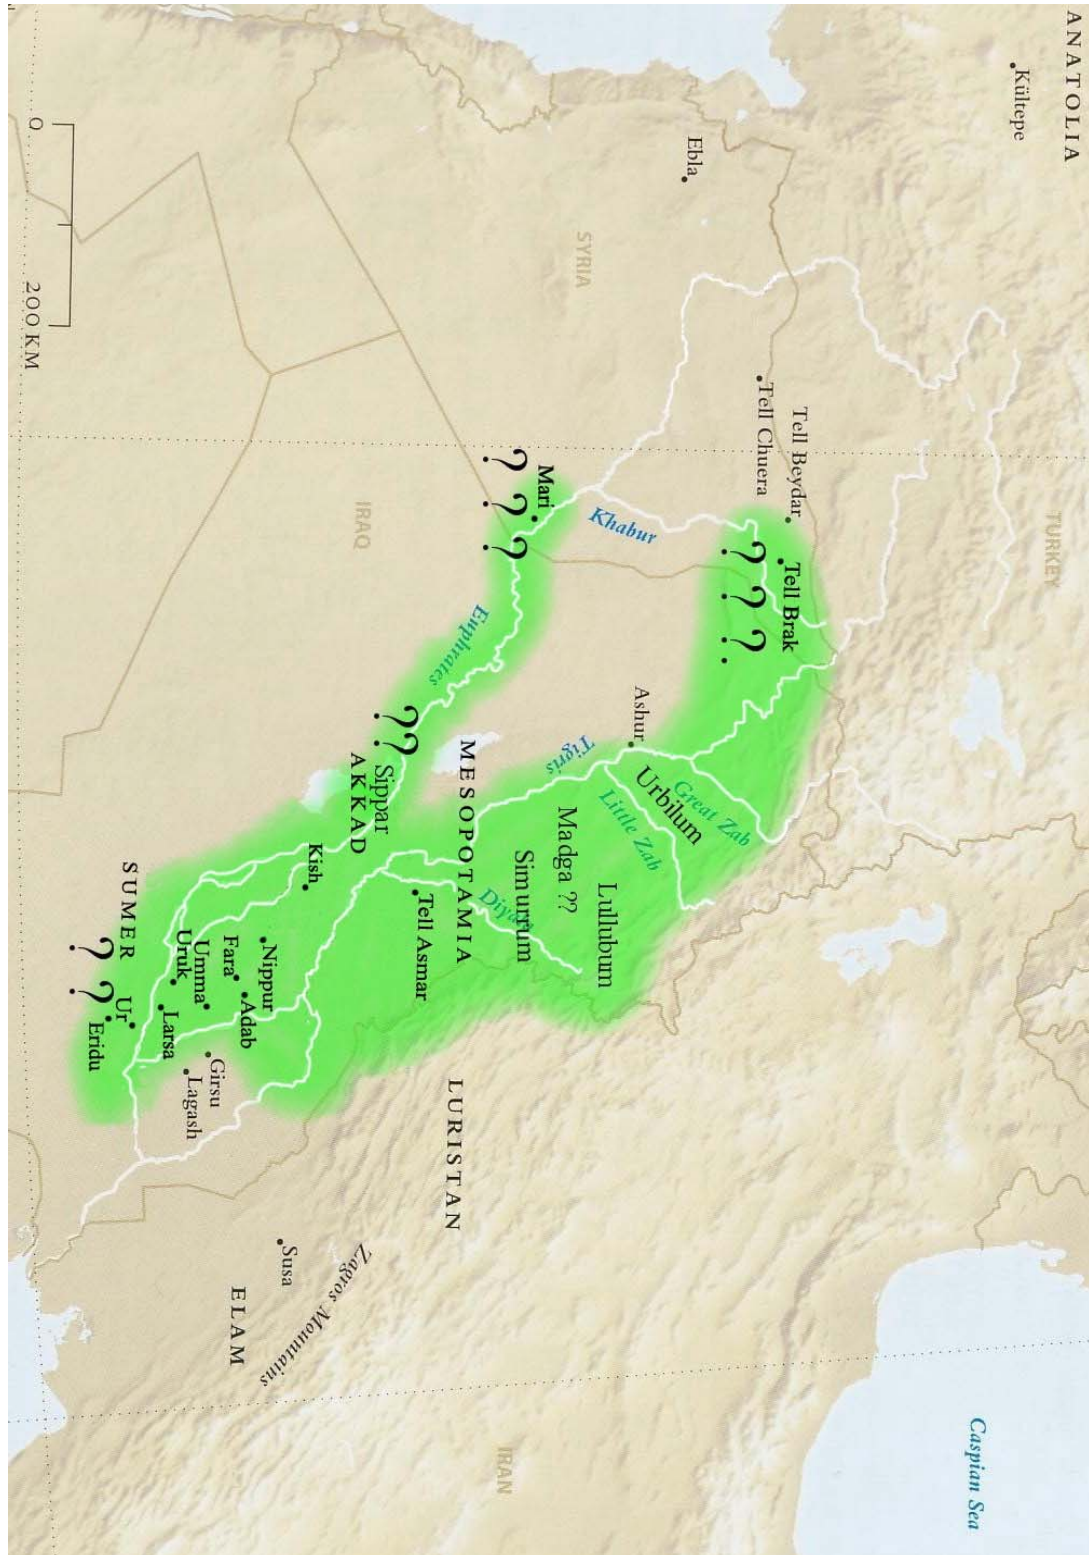 ANATOLIA
Kültepe
TURKEY
Caspian Sea
Ebla
SYRIA
Tell Chuera
Tell Beydar
Tell Brak
? ? ?
Khabur
Mari
? ? ?
Euphrates
IRAQ
Ashur
Tigris
Urbilum
Great Zab
Little Zab
Madga ??
Lullubum
Simurrum
Diyala
MESOPOTAMIA
??
Sippar
AKKAD
Tell Asmar
Kish
Nippur
Fara
Adab
Umma
Uruk
Larsa
Girsu
Lagash
Ur
Eridu
SUMER
? ?
LURISTAN
Zagros Mountains
Susa
ELAM
IRAN
0
200 KM